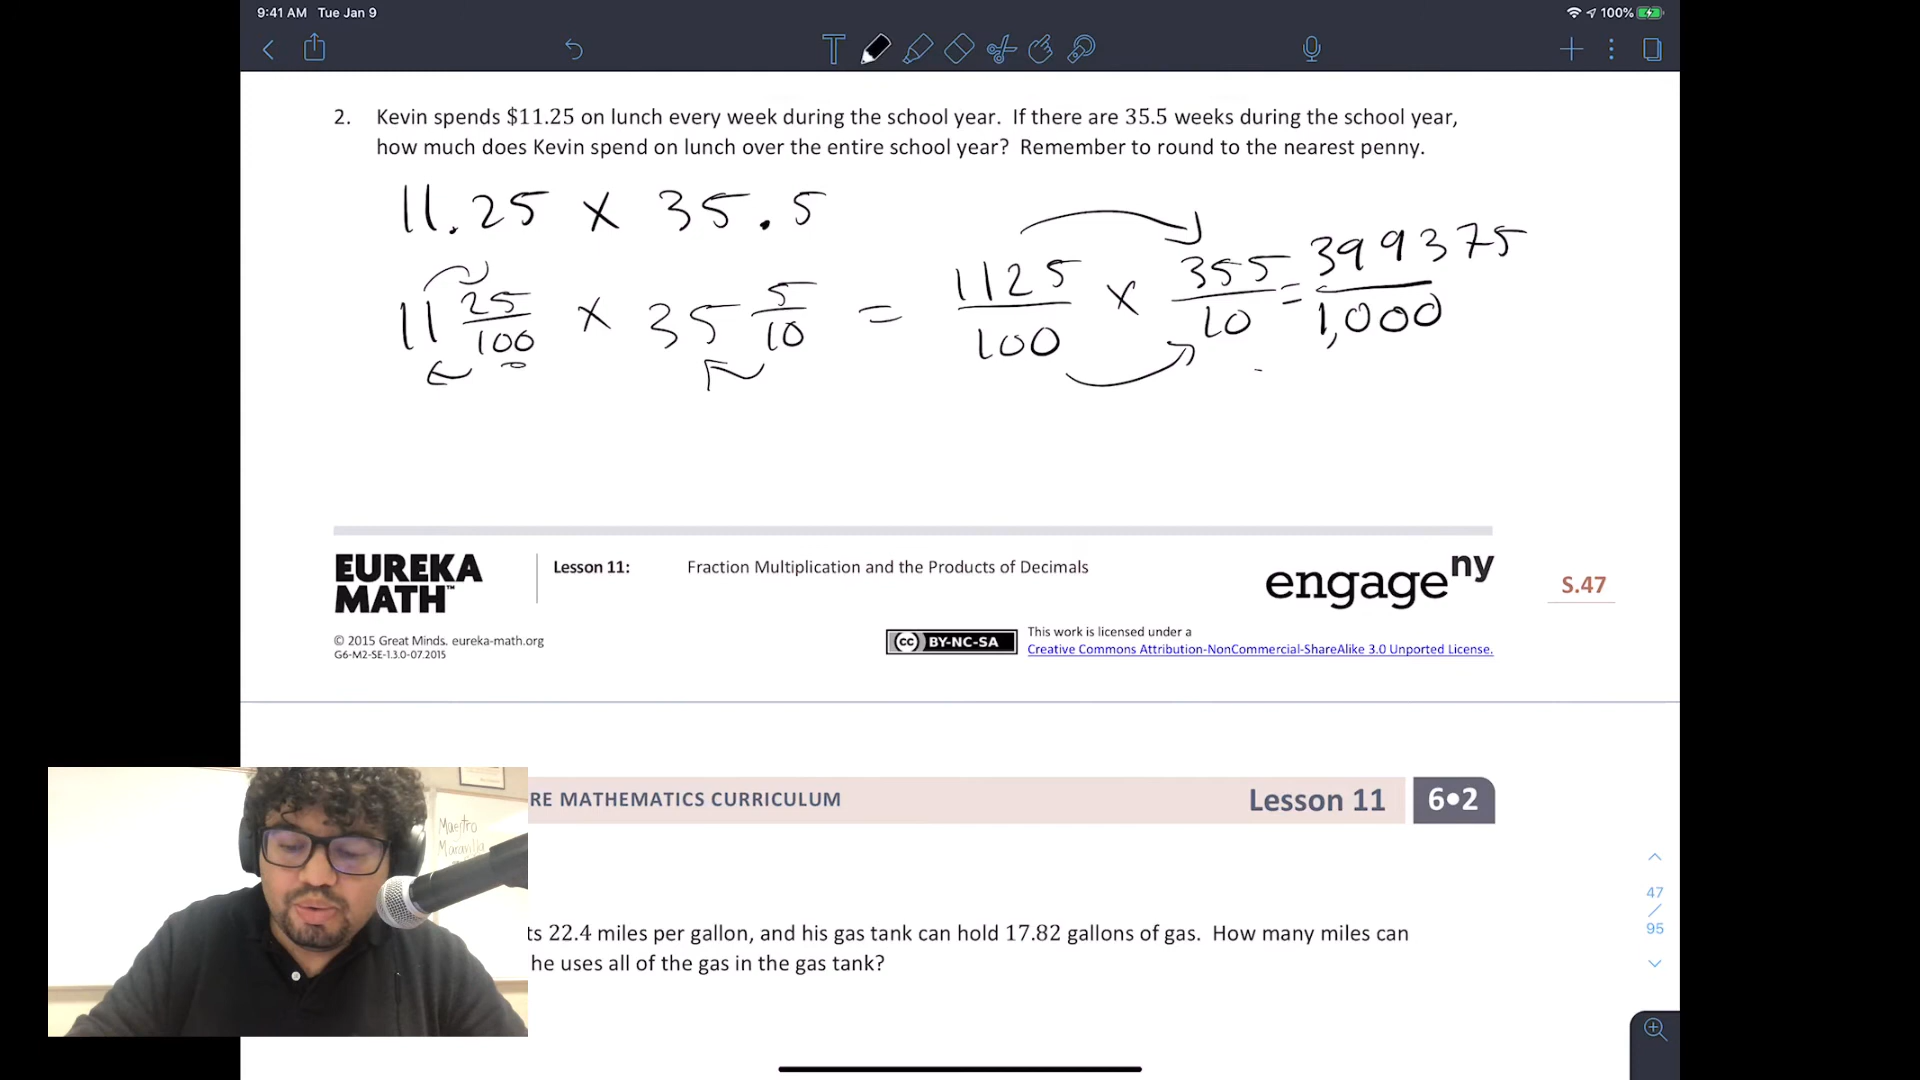 9:41 AM Tue Jan 9
100%
2. Kevin spends $11.25 on lunch every week during the school year. If there are 35.5 weeks during the school year,
how much does Kevin spend on lunch over the entire school year? Remember to round to the nearest penny.
11.25 × 35.5
11 25/100 × 35 5/10 = 1125/100 × 355/10 = 399375/1,000
EUREKA
MATH™
Lesson 11: Fraction Multiplication and the Products of Decimals
engage ny
S.47
© 2015 Great Minds. eureka-math.org
G6-M2-SE-1.3.0-07.2015
cc BY-NC-SA
This work is licensed under a
Creative Commons Attribution-NonCommercial-ShareAlike 3.0 Unported License.
RE MATHEMATICS CURRICULUM
Lesson 11
6•2
Maestro
Maravilla
47
/
95
ts 22.4 miles per gallon, and his gas tank can hold 17.82 gallons of gas. How many miles can
he uses all of the gas in the gas tank?